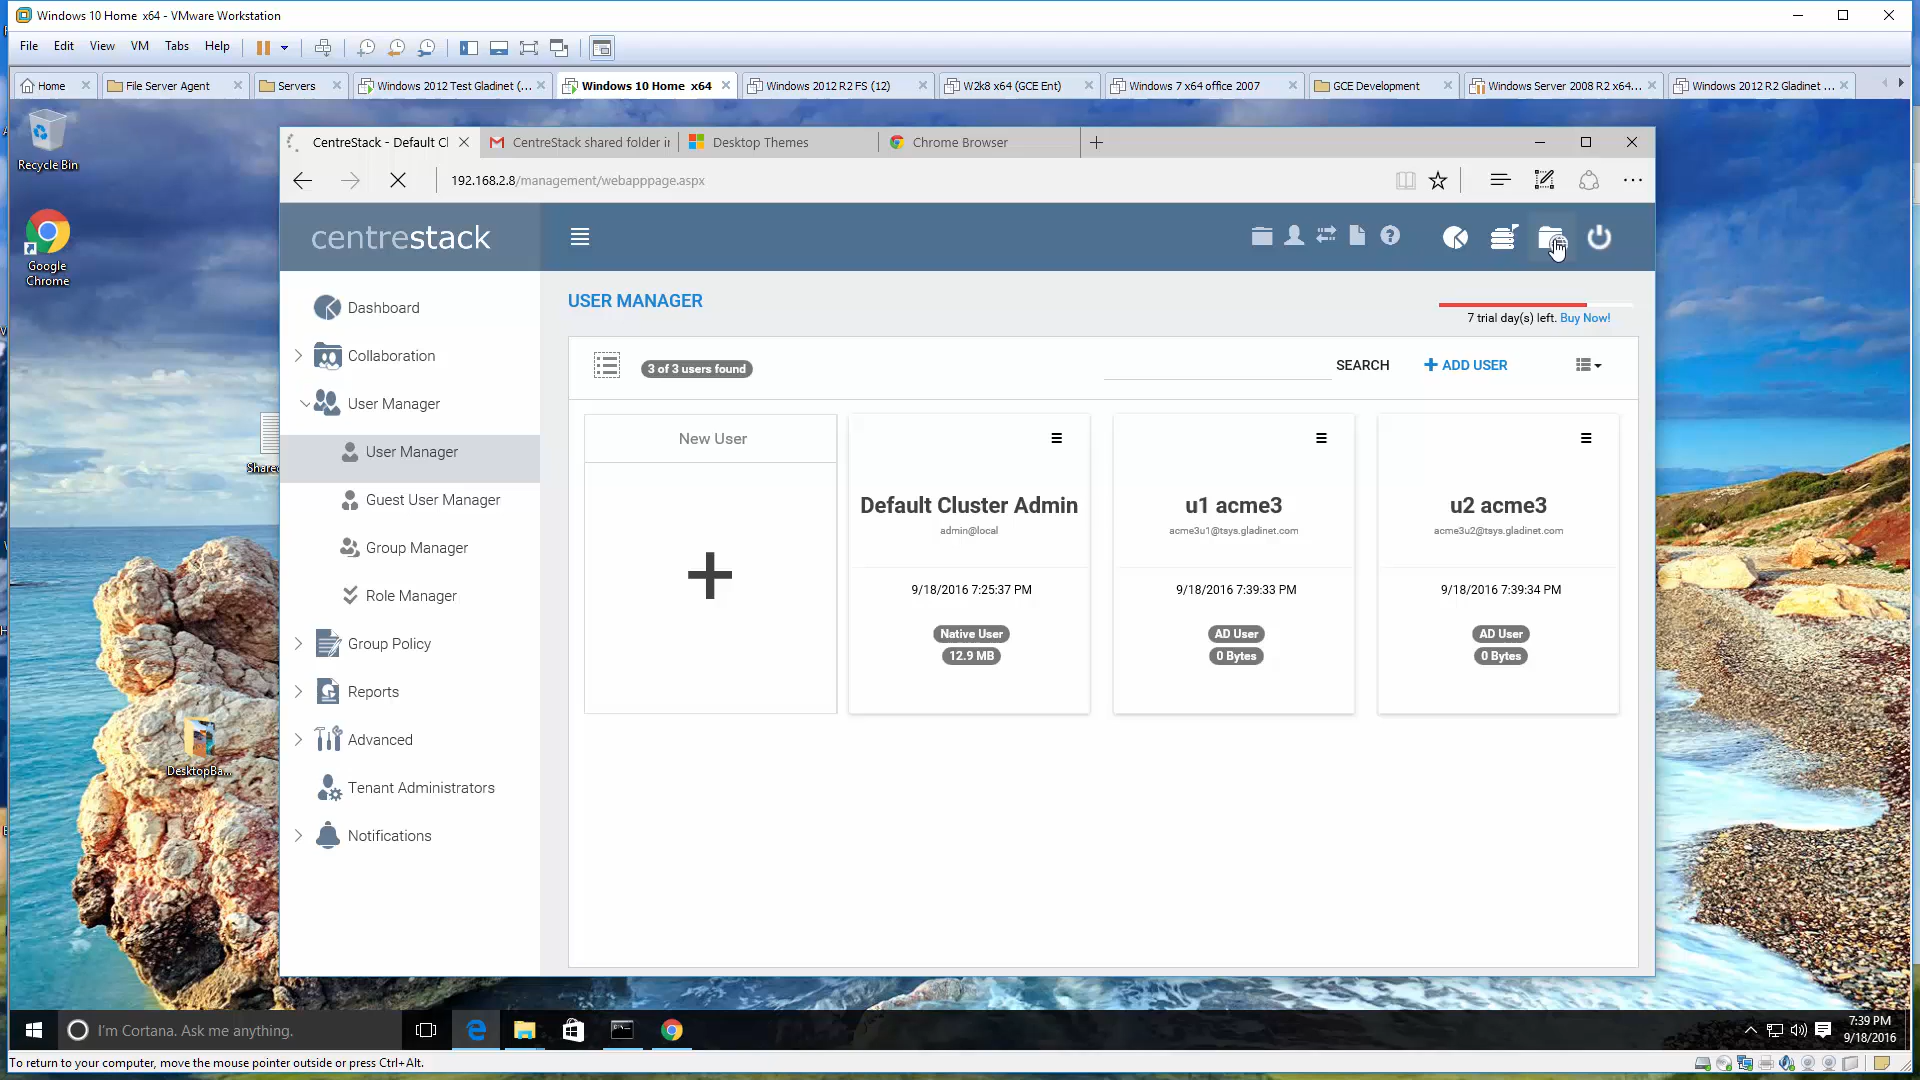 Windows 10 Home x64 - VMware Workstation
File Edit View VM Tabs Help
Home File Server Agent Servers Windows 2012 Test Gladinet (... Windows 10 Home x64 Windows 2012 R2 FS (12) W2k8 x64 (GCE Ent) Windows 7 x64 office 2007 GCE Development Windows Server 2008 R2 x64... Windows 2012 R2 Gladinet ...
Recycle Bin
Google
Chrome
Share
DesktopBa...
CentreStack - Default Cl CentreStack shared folder in Desktop Themes Chrome Browser
192.168.2.8/management/webapppage.aspx
centrestack
Dashboard
Collaboration
User Manager
User Manager
Guest User Manager
Group Manager
Role Manager
Group Policy
Reports
Advanced
Tenant Administrators
Notifications
USER MANAGER
7 trial day(s) left. Buy Now!
3 of 3 users found
SEARCH
ADD USER
New User
Default Cluster Admin
admin@local
9/18/2016 7:25:37 PM
Native User
12.9 MB
u1 acme3
acme3u1@tsys.gladinet.com
9/18/2016 7:39:33 PM
AD User
0 Bytes
u2 acme3
acme3u2@tsys.gladinet.com
9/18/2016 7:39:34 PM
AD User
0 Bytes
I'm Cortana. Ask me anything.
7:39 PM
9/18/2016
To return to your computer, move the mouse pointer outside or press Ctrl+Alt.